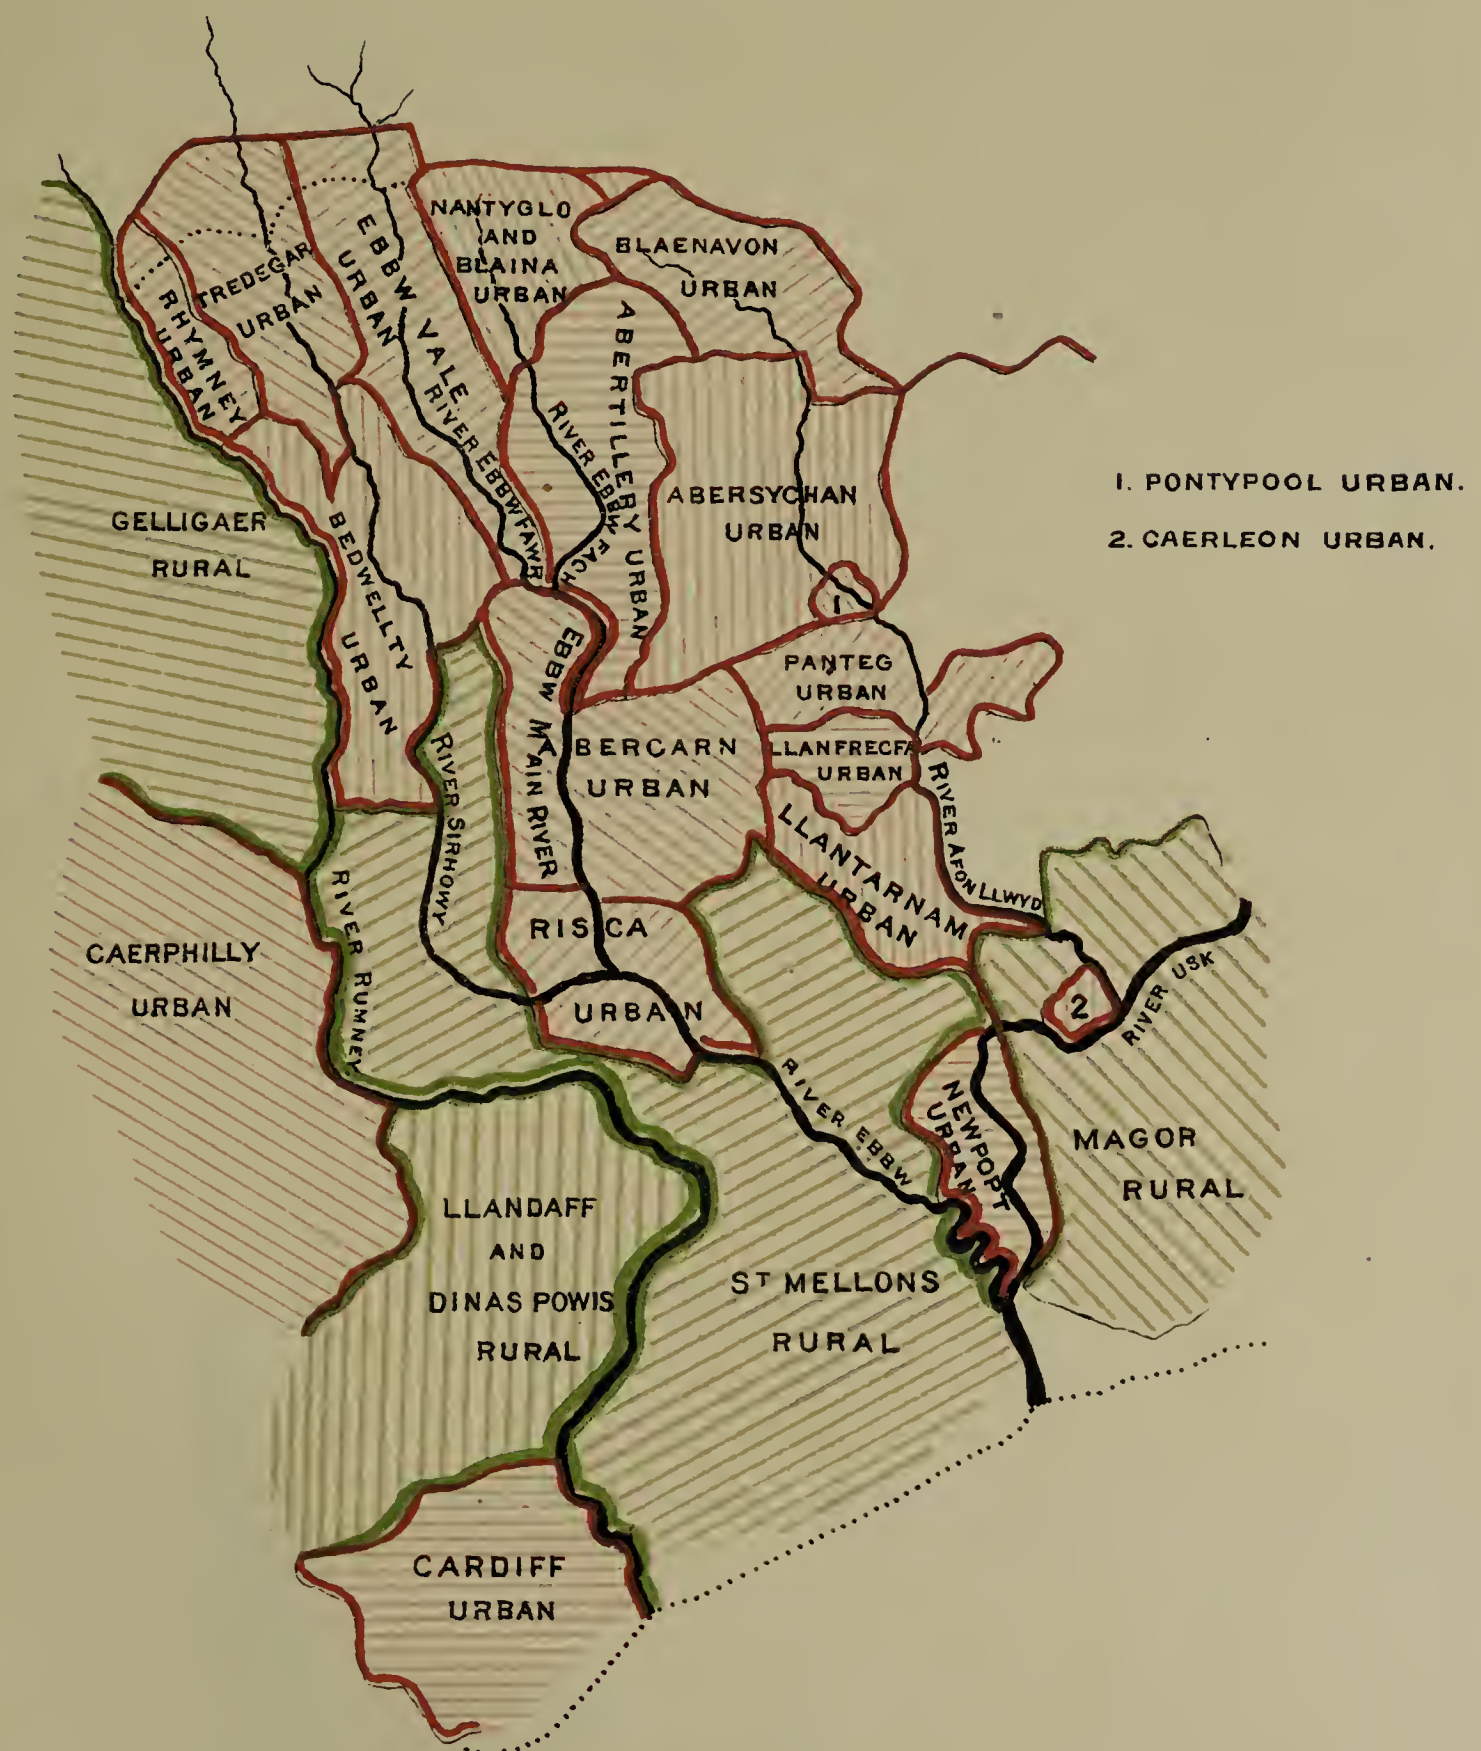 NANTYGLO
AND
BLAINA
URBAN
BLAENAVON
URBAN
EBBW VALE
URBAN
TREDEGAR
URBAN
RHYMNEY
URBAN
ABERTILLERY URBAN
RIVER EBBW FAWR
RIVER EBBW FACH
ABERSYCHAN
URBAN
1. PONTYPOOL URBAN.
2. CAERLEON URBAN.
GELLIGAER
RURAL
BEDWELLTY
URBAN
1
PANTEG
URBAN
EBBW MAIN RIVER
ABERCARN
URBAN
LLANFRECFA
URBAN
RIVER SIRHOWY
RIVER AFON LLWYD
LLANTARNAM
URBAN
RIVER RUMNEY
RISCA
URBAN
CAERPHILLY
URBAN
2
RIVER USK
RIVER EBBW
NEWPOPT
URBAN
MAGOR
RURAL
LLANDAFF
AND
DINAS POWIS
RURAL
ST MELLONS
RURAL
CARDIFF
URBAN